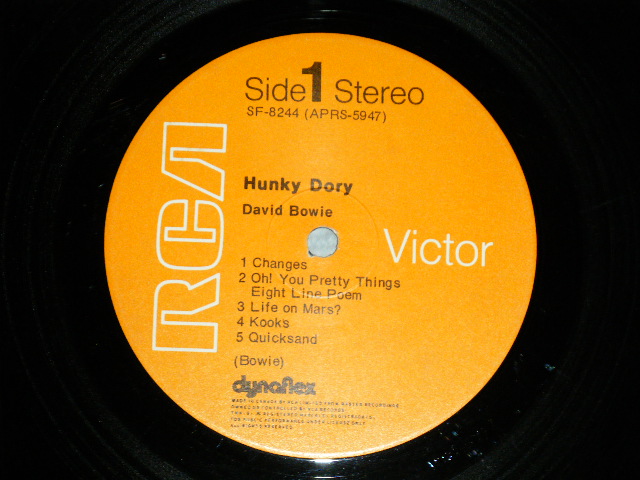 Side 1 Stereo
SF-8244 (APRS-5947)
RCA
Hunky Dory
David Bowie
Victor
1 Changes
2 Oh! You Pretty Things
Eight Line Poem
3 Life on Mars?
4 Kooks
5 Quicksand
(Bowie)
dynaflex